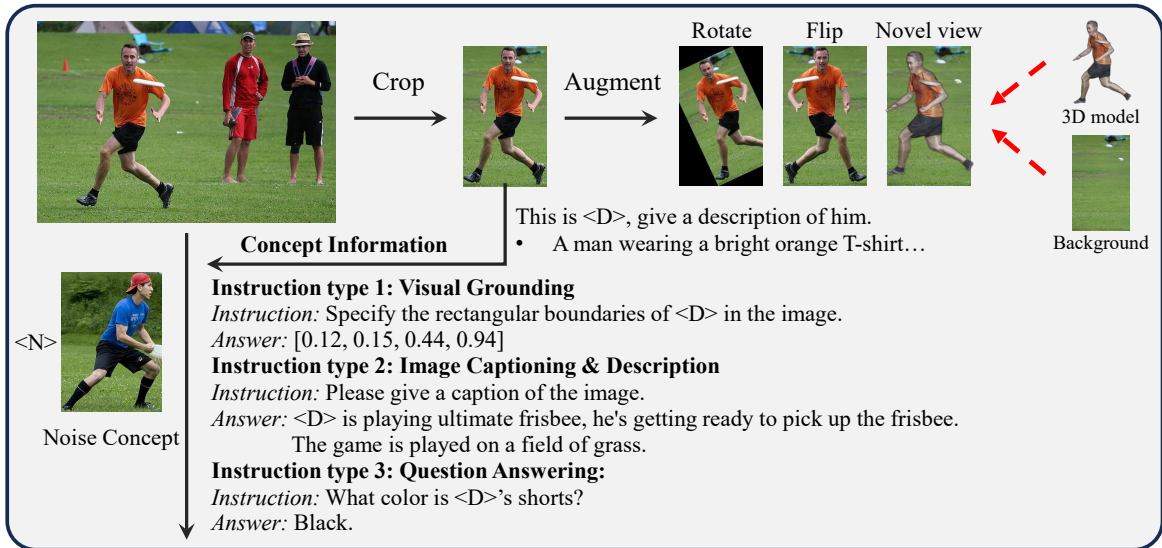 Crop
Augment
Rotate
Flip
Novel view
3D model
Background
This is <D>, give a description of him.
• A man wearing a bright orange T-shirt…
Concept Information
<N>
Noise Concept
Instruction type 1: Visual Grounding
Instruction: Specify the rectangular boundaries of <D> in the image.
Answer: [0.12, 0.15, 0.44, 0.94]
Instruction type 2: Image Captioning & Description
Instruction: Please give a caption of the image.
Answer: <D> is playing ultimate frisbee, he's getting ready to pick up the frisbee.
The game is played on a field of grass.
Instruction type 3: Question Answering:
Instruction: What color is <D>’s shorts?
Answer: Black.